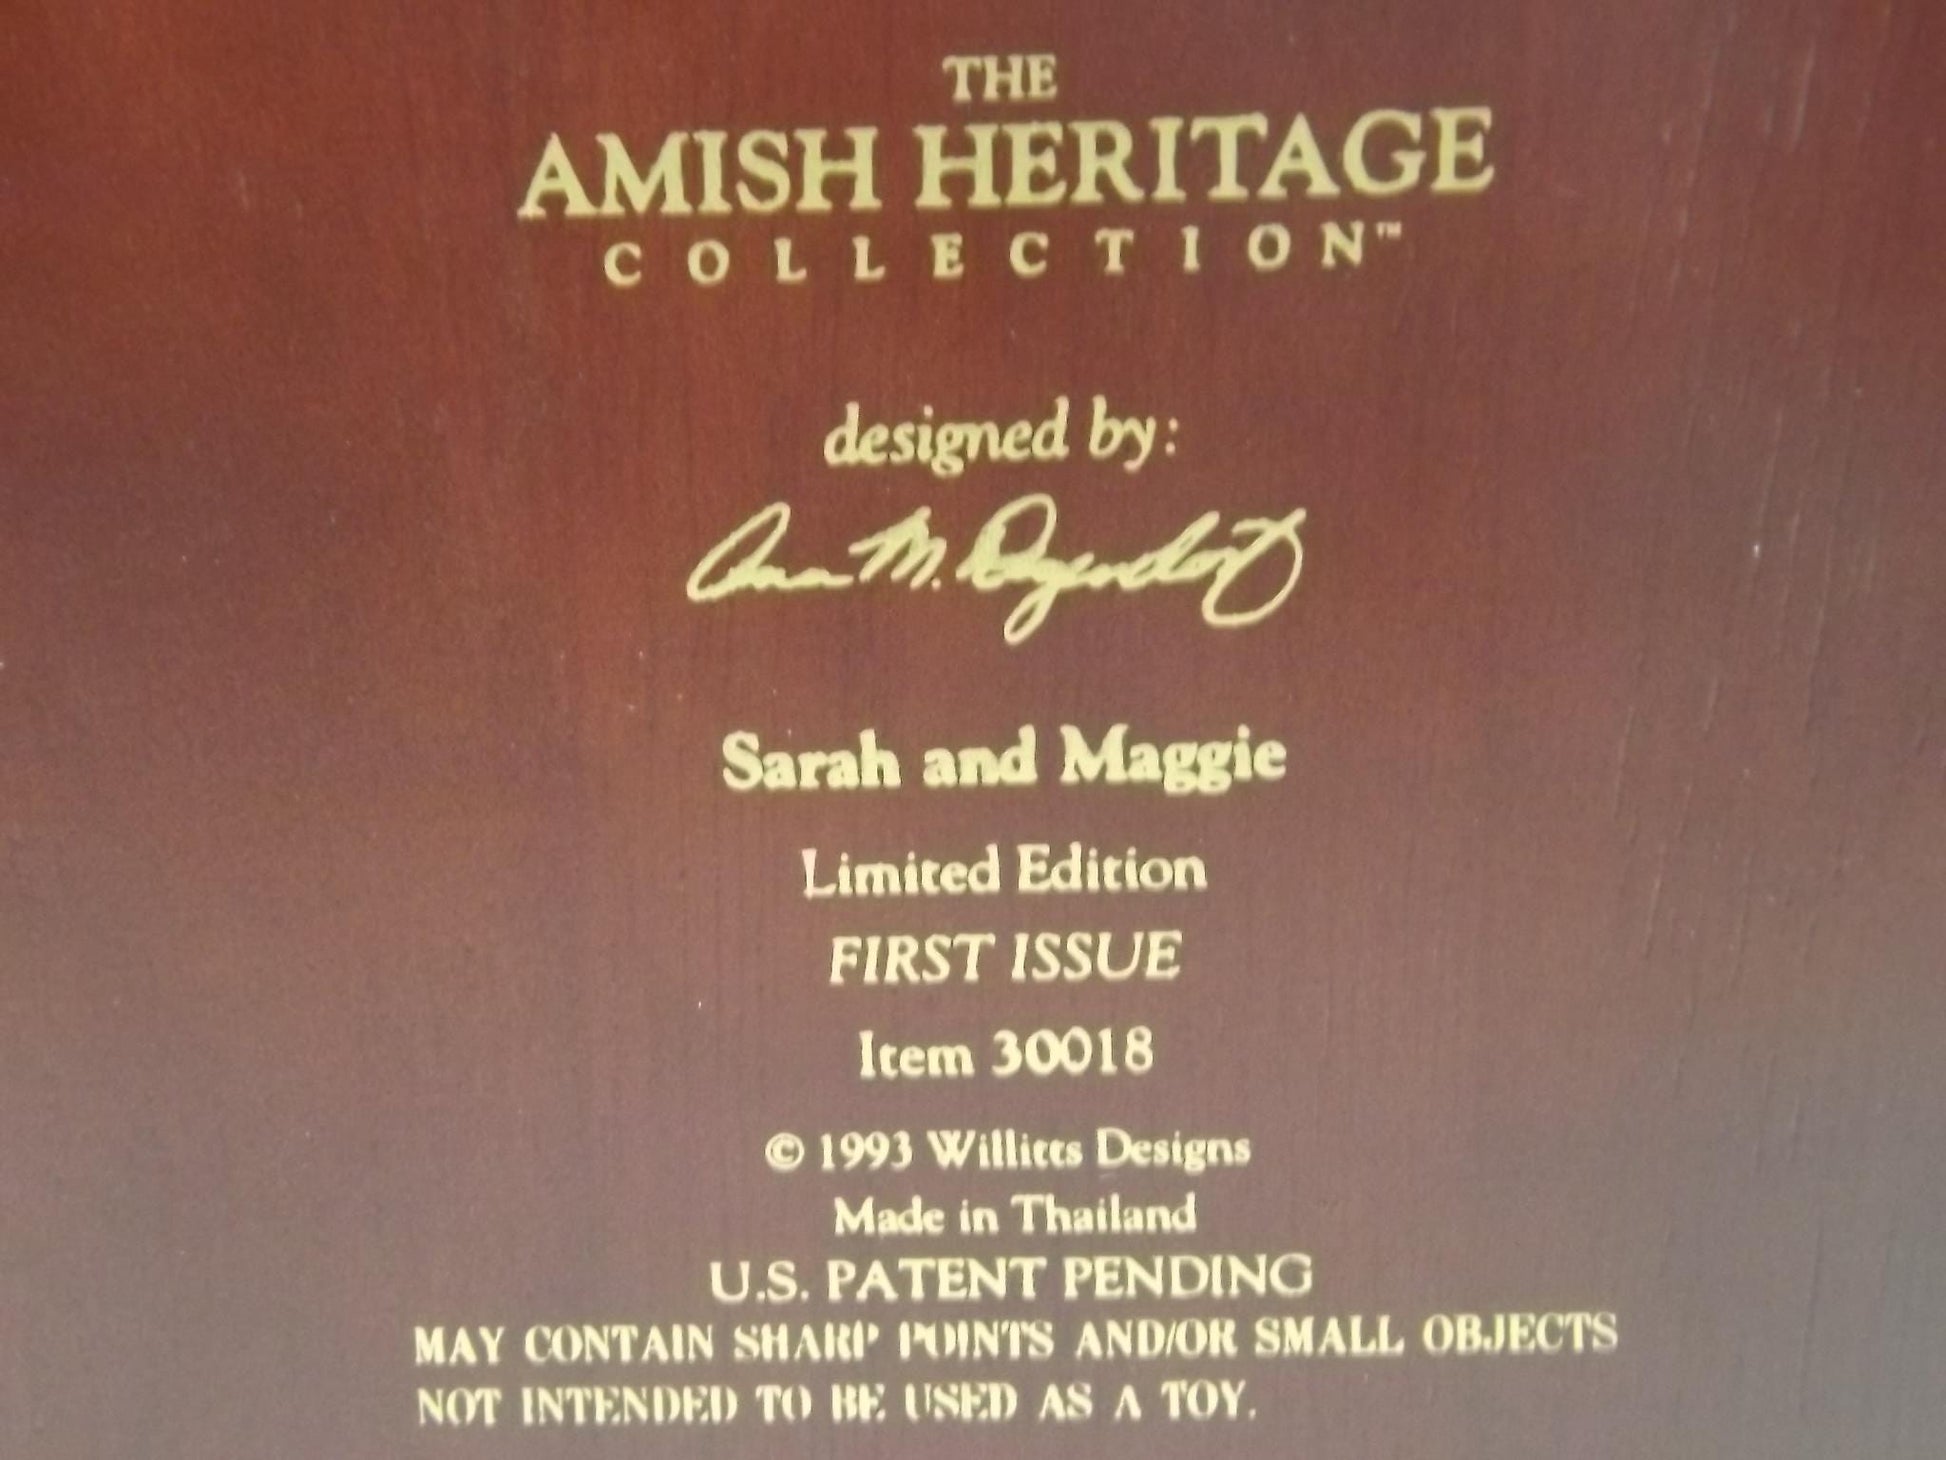 THE
AMISH HERITAGE
COLLECTION™
designed by:
Ann M.
Sarah and Maggie
Limited Edition
FIRST ISSUE
Item 30018
© 1993 Willitts Designs
Made in Thailand
U.S. PATENT PENDING
MAY CONTAIN SHARP POINTS AND/OR SMALL OBJECTS
NOT INTENDED TO BE USED AS A TOY.